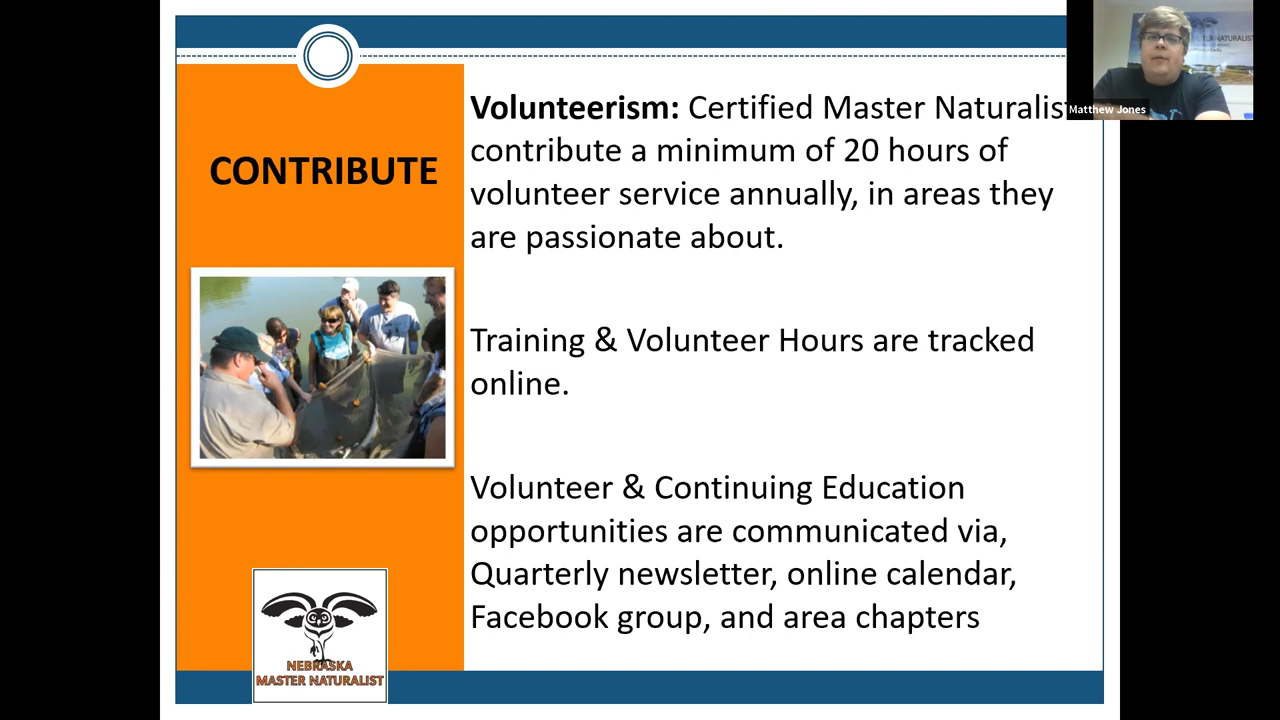 CONTRIBUTE
Volunteerism: Certified Master Naturalis
contribute a minimum of 20 hours of
volunteer service annually, in areas they
are passionate about.
Training & Volunteer Hours are tracked
online.
Volunteer & Continuing Education
opportunities are communicated via,
Quarterly newsletter, online calendar,
Facebook group, and area chapters
NEBRASKA
MASTER NATURALIST
Matthew Jones